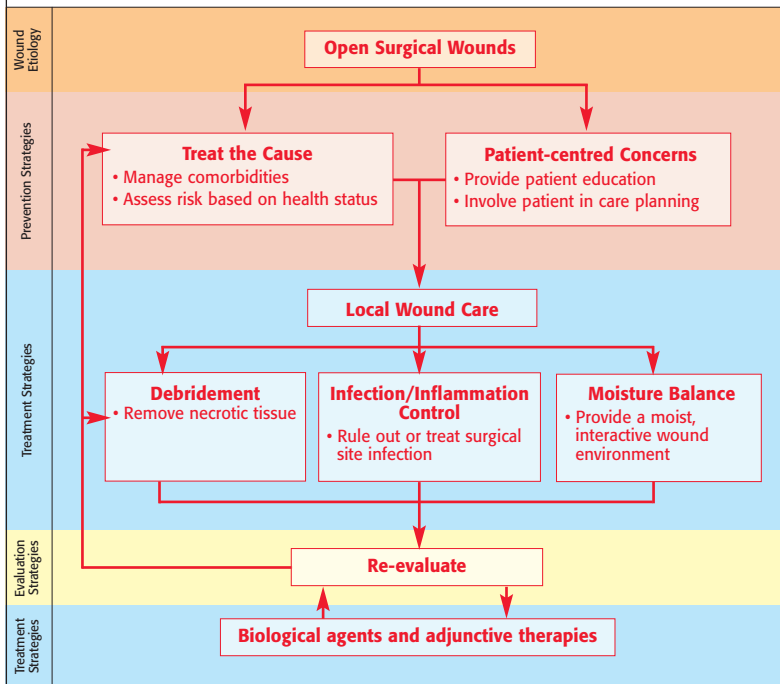 Wound
Etiology
Open Surgical Wounds
Prevention Strategies
Treat the Cause
• Manage comorbidities
• Assess risk based on health status
Patient-centred Concerns
• Provide patient education
• Involve patient in care planning
Treatment Strategies
Local Wound Care
Debridement
• Remove necrotic tissue
Infection/Inflammation
Control
• Rule out or treat surgical
site infection
Moisture Balance
• Provide a moist,
interactive wound
environment
Evaluation
Strategies
Re-evaluate
Treatment
Strategies
Biological agents and adjunctive therapies